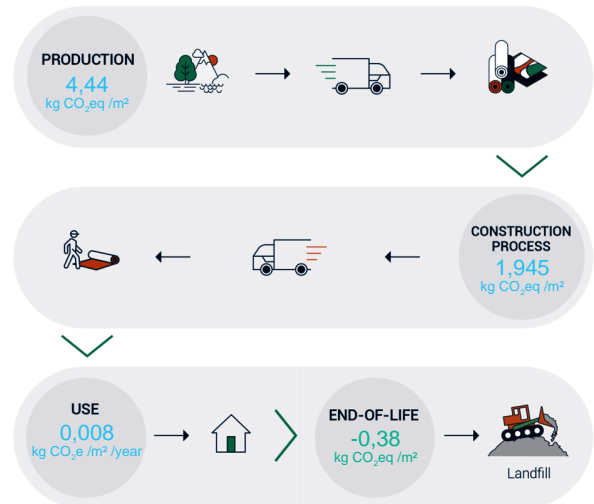 PRODUCTION
4,44
kg CO₂eq /m²
CONSTRUCTION
PROCESS
1,945
kg CO₂eq /m²
USE
0,008
kg CO₂e /m² /year
END-OF-LIFE
-0,38
kg CO₂eq /m²
Landfill